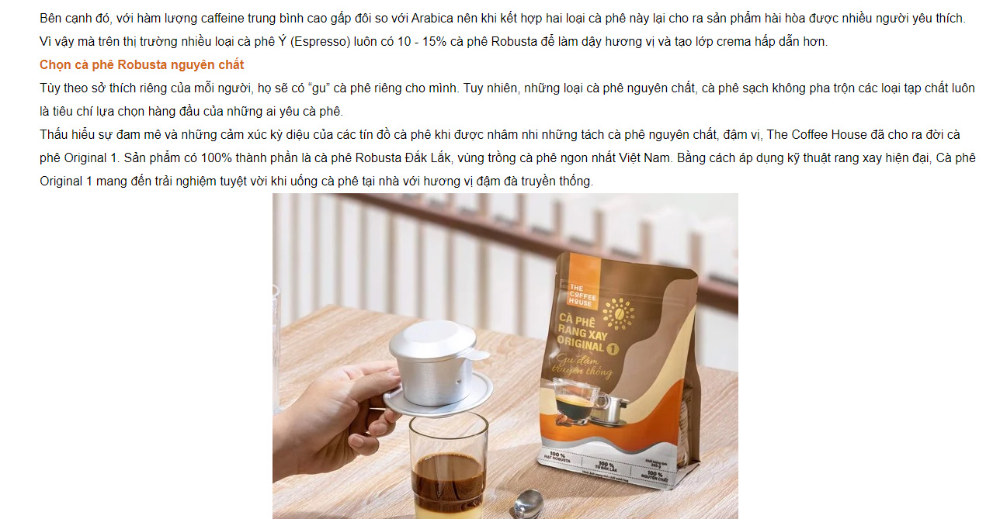 Bên cạnh đó, với hàm lượng caffeine trung bình cao gấp đôi so với Arabica nên khi kết hợp hai loại cà phê này lại cho ra sản phẩm hài hòa được nhiều người yêu thích.
Vì vậy mà trên thị trường nhiều loại cà phê Ý (Espresso) luôn có 10 - 15% cà phê Robusta để làm dậy hương vị và tạo lớp crema hấp dẫn hơn.
Chọn cà phê Robusta nguyên chất
Tùy theo sở thích riêng của mỗi người, họ sẽ có “gu” cà phê riêng cho mình. Tuy nhiên, những loại cà phê nguyên chất, cà phê sạch không pha trộn các loại tạp chất luôn
là tiêu chí lựa chọn hàng đầu của những ai yêu cà phê.
Thấu hiểu sự đam mê và những cảm xúc kỳ diệu của các tín đồ cà phê khi được nhâm nhi những tách cà phê nguyên chất, đậm vị, The Coffee House đã cho ra đời cà
phê Original 1. Sản phẩm có 100% thành phần là cà phê Robusta Đắk Lắk, vùng trồng cà phê ngon nhất Việt Nam. Bằng cách áp dụng kỹ thuật rang xay hiện đại, Cà phê
Original 1 mang đến trải nghiệm tuyệt vời khi uống cà phê tại nhà với hương vị đậm đà truyền thống.
THE
COFFEE
HOUSE
CÀ PHÊ
RANG XAY
ORIGINAL 1
Gu đậm
truyền thống
100 %
HẠT ROBUSTA
100 %
TỪ ĐẮK LẮK
100 %
NGUYÊN CHẤT